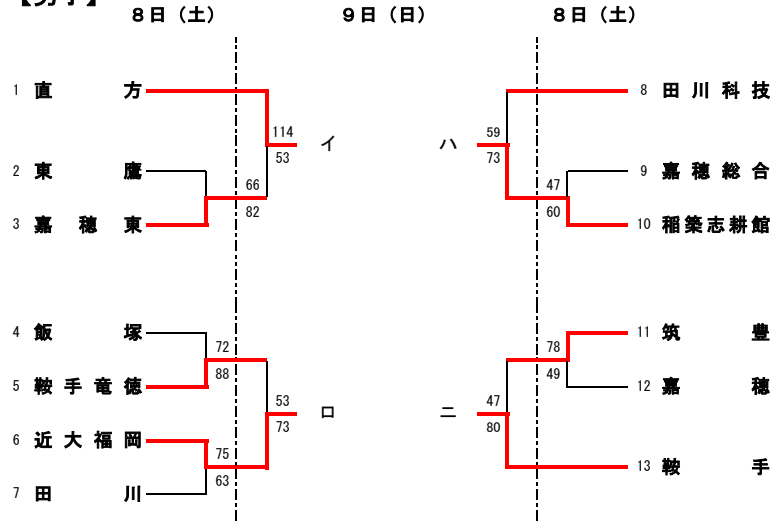 【男子】
８日（土） ９日（日） ８日（土）
1 直方 114 イ ハ 59 8 田川科技
53 73
2 東鷹 66 47 9 嘉穂総合
82 60
3 嘉穂東 10 稲築志耕館
4 飯塚 72 78 11 筑豊
88 49
5 鞍手竜徳 53 ロ ニ 47 12 嘉穂
73 80
6 近大福岡 75 13 鞍手
63
7 田川